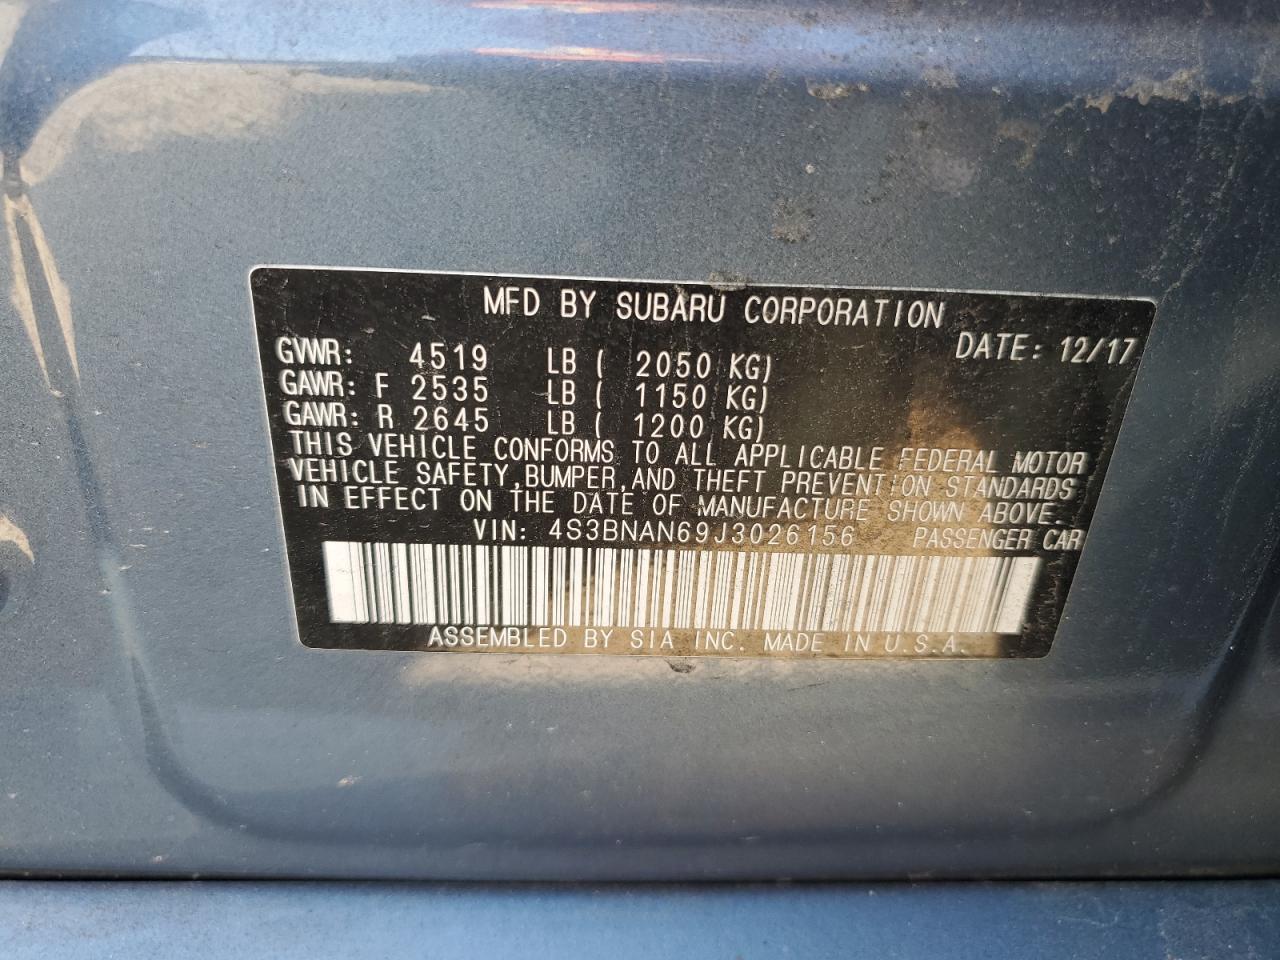 MFD BY SUBARU CORPORATION
GVWR: 4519 LB ( 2050 KG) DATE: 12/17
GAWR: F 2535 LB ( 1150 KG)
GAWR: R 2645 LB ( 1200 KG)
THIS VEHICLE CONFORMS TO ALL APPLICABLE FEDERAL MOTOR
VEHICLE SAFETY,BUMPER,AND THEFT PREVENTION STANDARDS
IN EFFECT ON THE DATE OF MANUFACTURE SHOWN ABOVE.
VIN: 4S3BNAN69J3026156 PASSENGER CAR
ASSEMBLED BY SIA INC. MADE IN U.S.A.